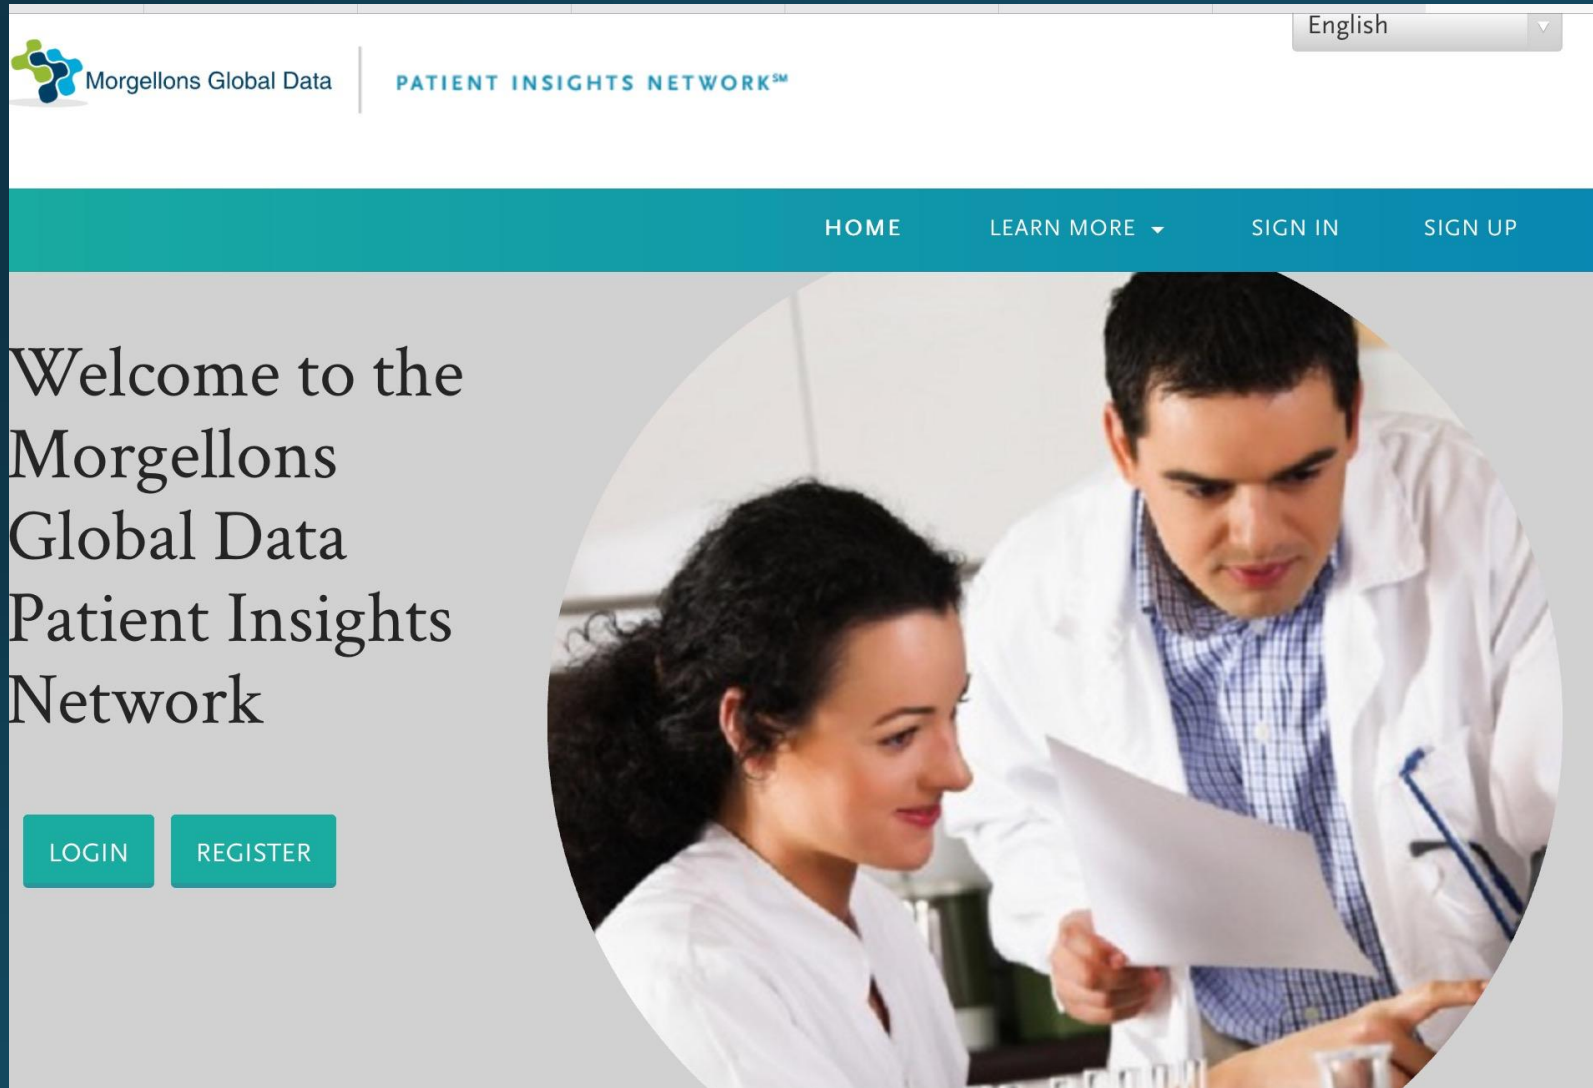 English
Morgellons Global Data
PATIENT INSIGHTS NETWORK℠
HOME LEARN MORE SIGN IN SIGN UP
Welcome to the
Morgellons
Global Data
Patient Insights
Network
LOGIN REGISTER